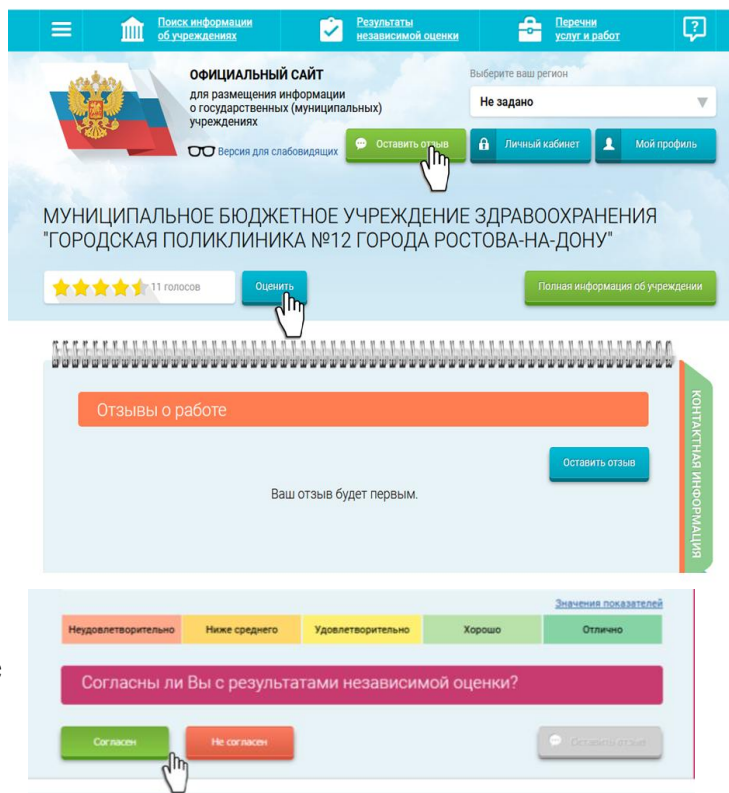 Поиск информации
об учреждениях
Результаты
независимой оценки
Перечни
услуг и работ
ОФИЦИАЛЬНЫЙ САЙТ
для размещения информации
о государственных (муниципальных)
учреждениях
Версия для слабовидящих
Выберите ваш регион
Не задано
Оставить отзыв
Личный кабинет
Мой профиль
МУНИЦИПАЛЬНОЕ БЮДЖЕТНОЕ УЧРЕЖДЕНИЕ ЗДРАВООХРАНЕНИЯ
"ГОРОДСКАЯ ПОЛИКЛИНИКА №12 ГОРОДА РОСТОВА-НА-ДОНУ"
11 голосов
Оценить
Полная информация об учреждении
Отзывы о работе
КОНТАКТНАЯ ИНФОРМАЦИЯ
Оставить отзыв
Ваш отзыв будет первым.
Значения показателей
Неудовлетворительно Ниже среднего Удовлетворительно Хорошо Отлично
е
Согласны ли Вы с результатами независимой оценки?
Согласен
Не согласен
Оставить отзыв